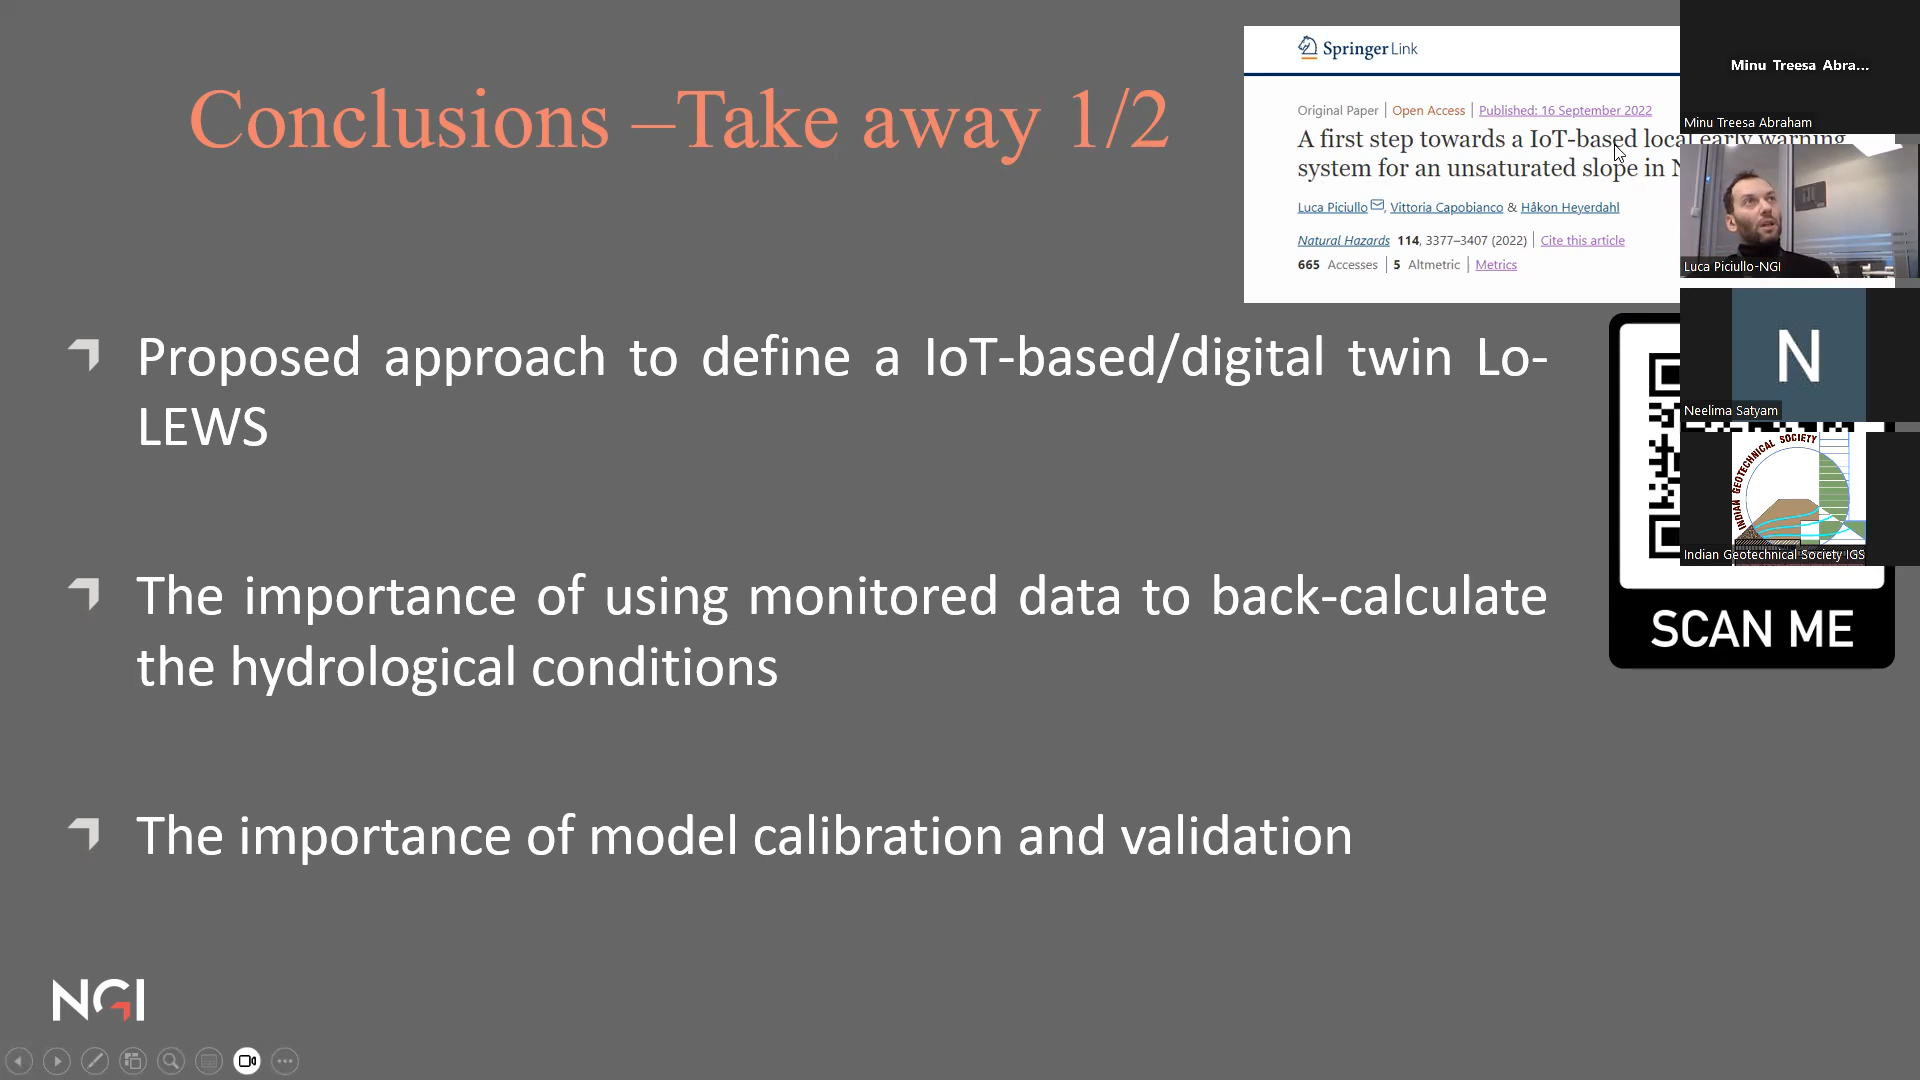 Conclusions –Take away 1/2
Springer Link
Original Paper | Open Access | Published: 16 September 2022
A first step towards a IoT-based local early warning
system for an unsaturated slope in
Luca Piciullo, Vittoria Capobianco & Håkon Heyerdahl
Natural Hazards 114, 3377–3407 (2022) | Cite this article
665 Accesses | 5 Altmetric | Metrics
Minu Treesa Abra...
Minu Treesa Abraham
Luca Piciullo-NGI
N
Neelima Satyam
INDIAN GEOTECHNICAL SOCIETY
Indian Geotechnical Society IGS
SCAN ME
Proposed approach to define a IoT-based/digital twin Lo-
LEWS
The importance of using monitored data to back-calculate
the hydrological conditions
The importance of model calibration and validation
NGI